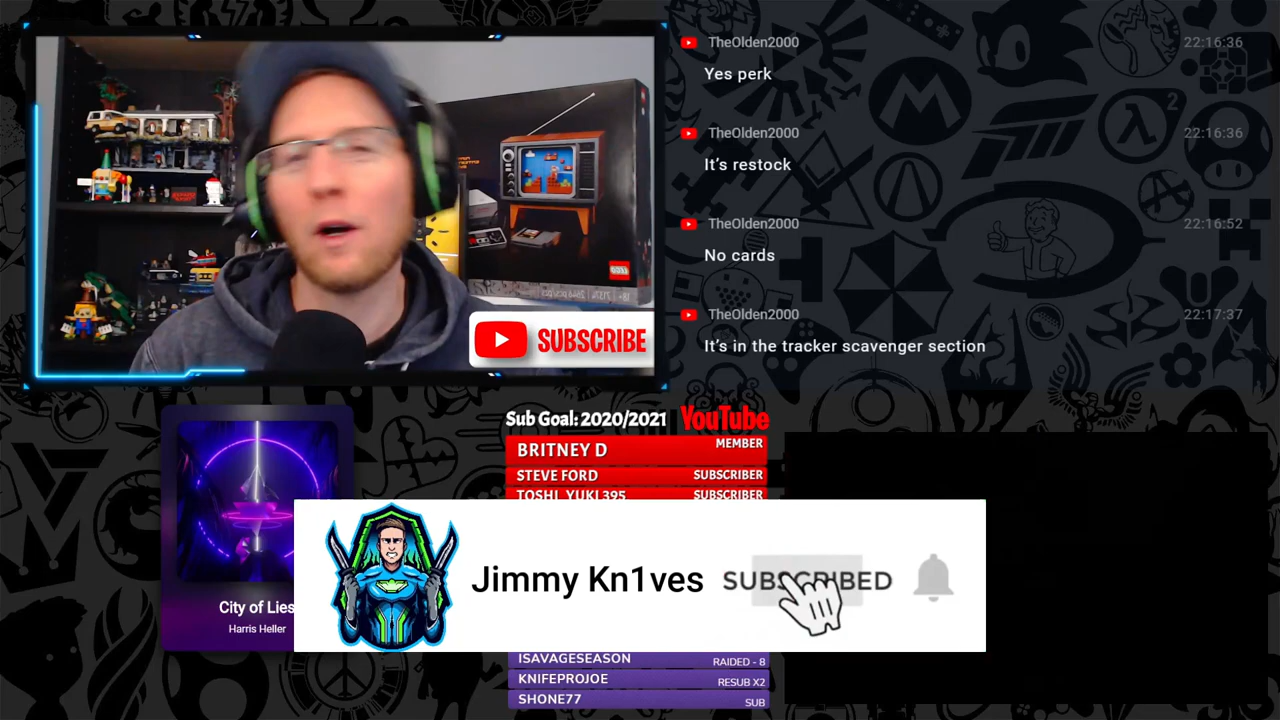 TheOlden2000 22:16:36
Yes perk
TheOlden2000 22:16:36
It's restock
TheOlden2000 22:16:52
No cards
TheOlden2000 22:17:37
It's in the tracker scavenger section
SUBSCRIBE
Sub Goal: 2020/2021 YouTube
BRITNEY D MEMBER
STEVE FORD SUBSCRIBER
TOSHI_YUKI 395 SUBSCRIBER
City of Lies
Harris Heller
Jimmy Kn1ves SUBSCRIBED
ISAVAGESEASON RAIDED - 8
KNIFEPROJOE RESUB X2
SHONE77 SUB